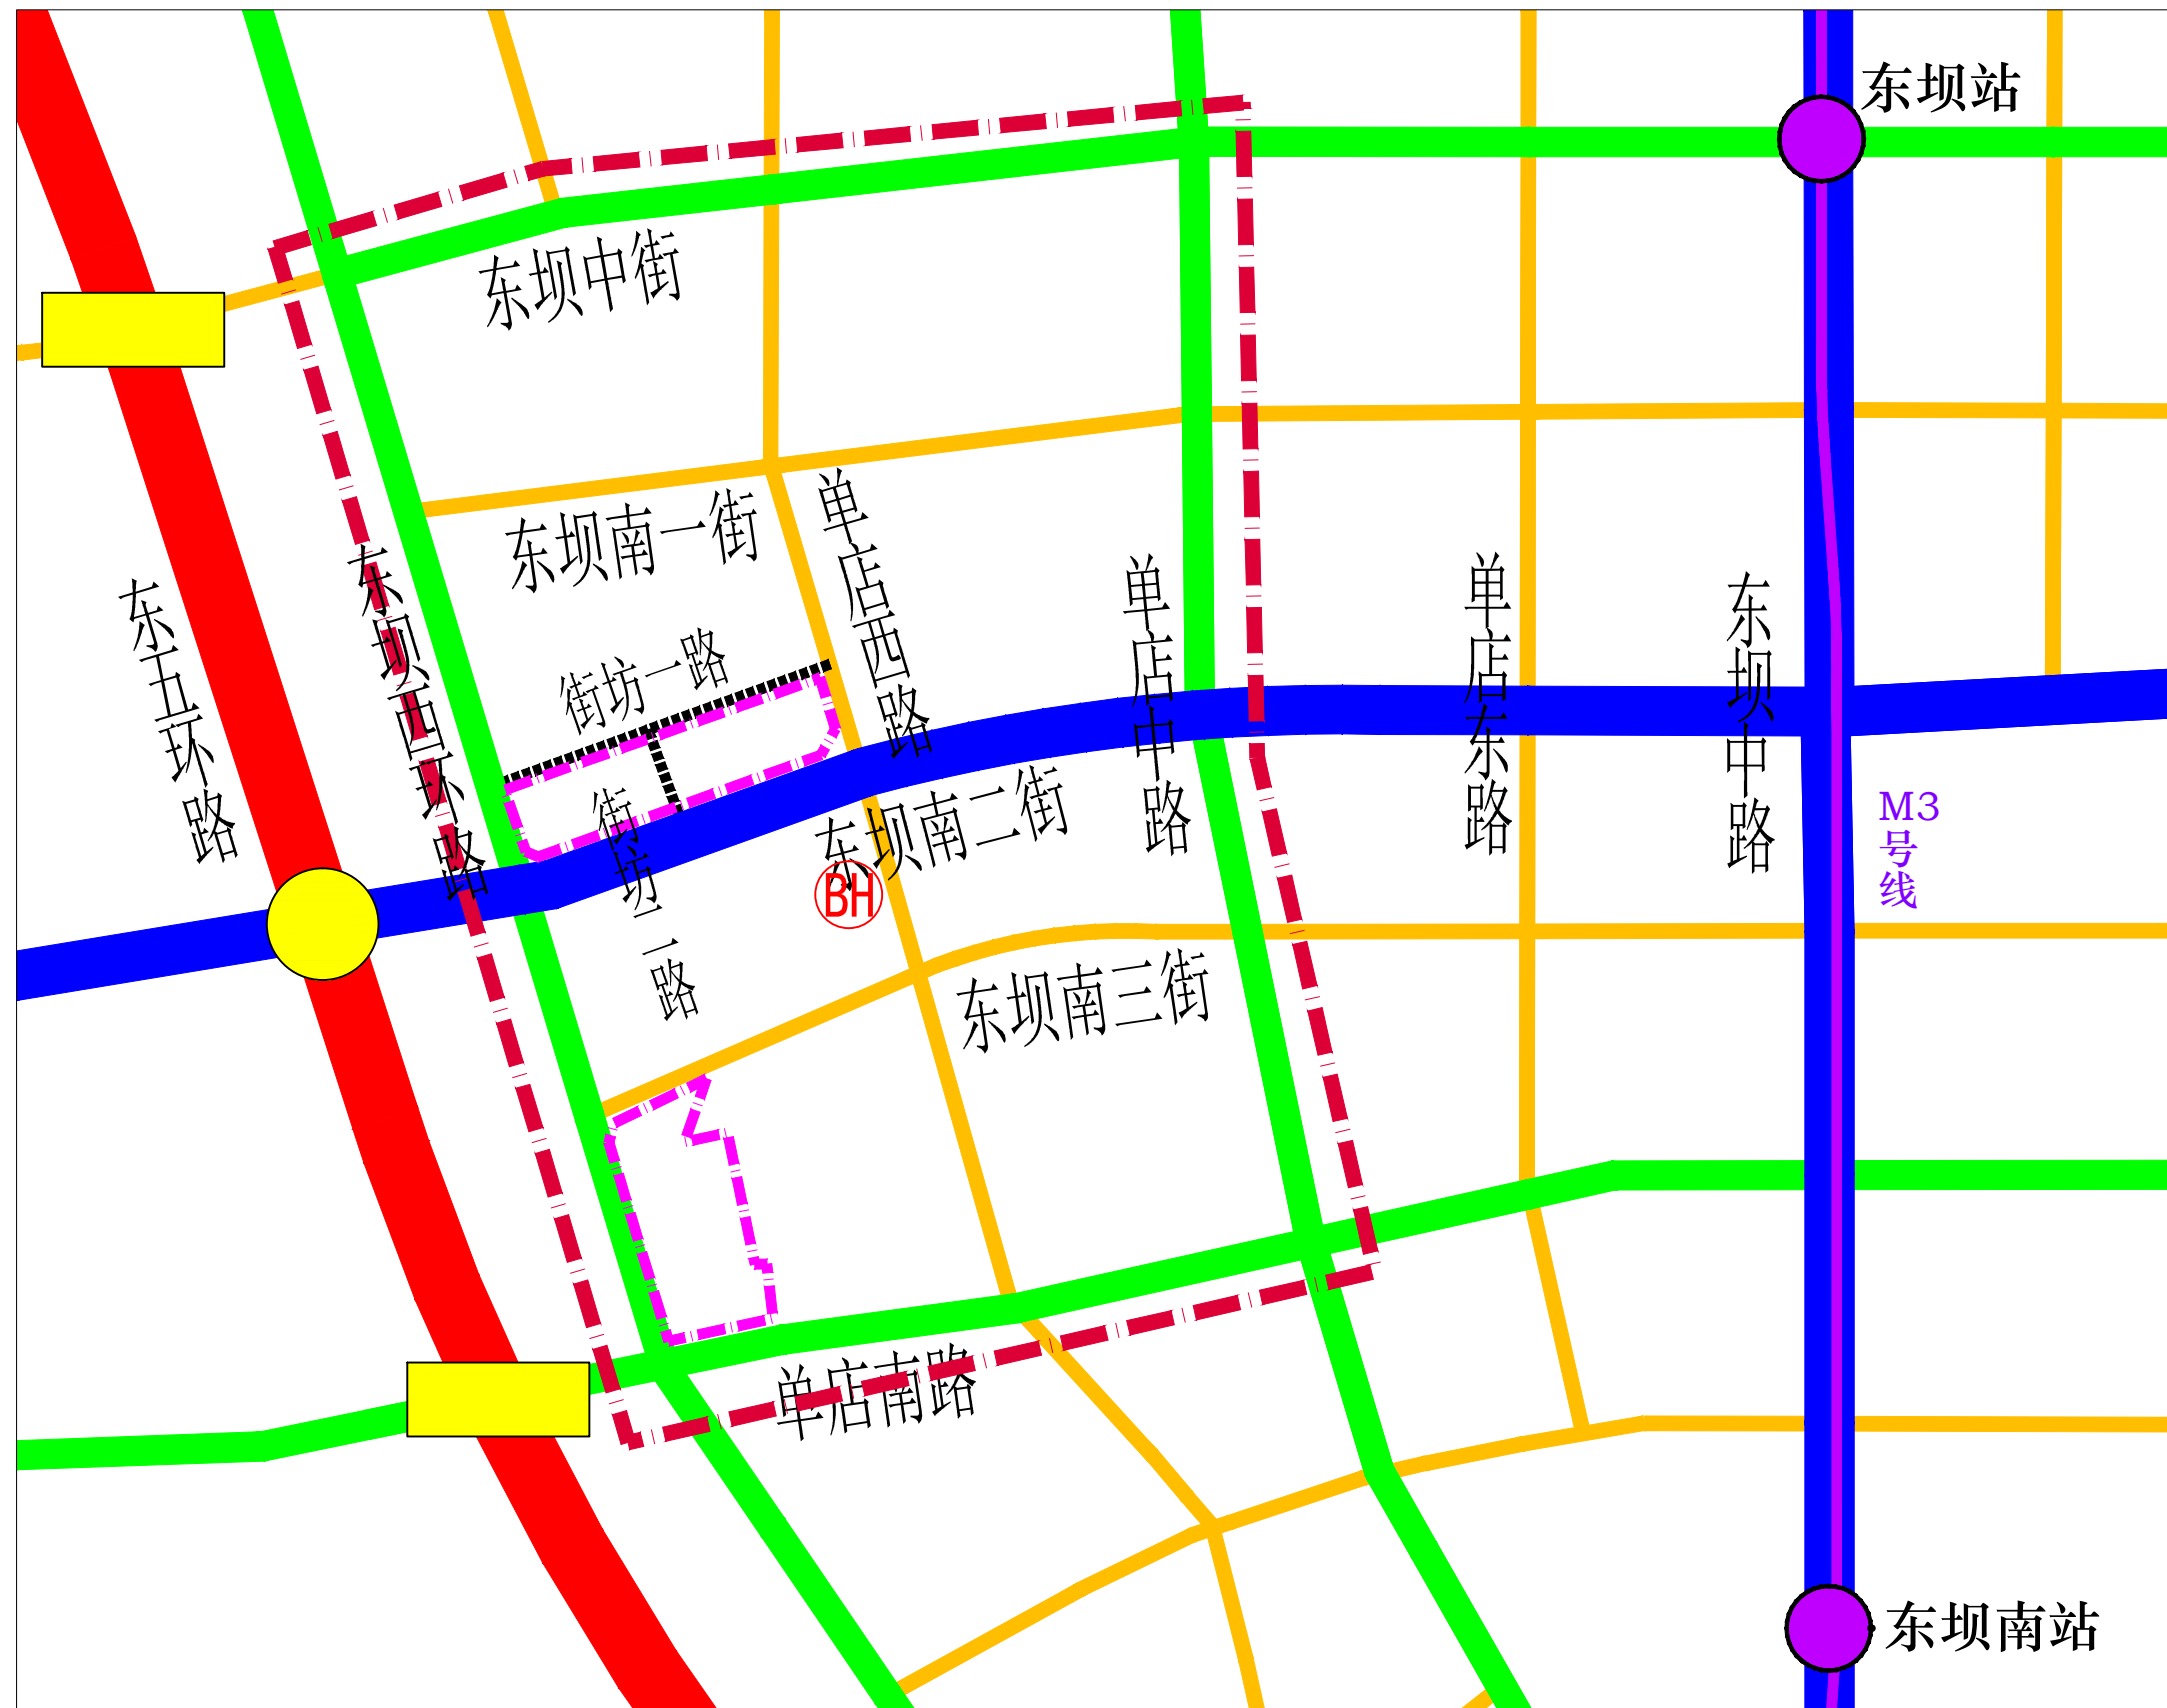 东坝站
东坝中街
东坝南一街
单店西路
街坊一路
东坝西环路
东五环路
单店中路
单店东路
东坝中路
M3
号
线
街坊二路
东坝南二街
BH
东坝南三街
单店南路
东坝南站